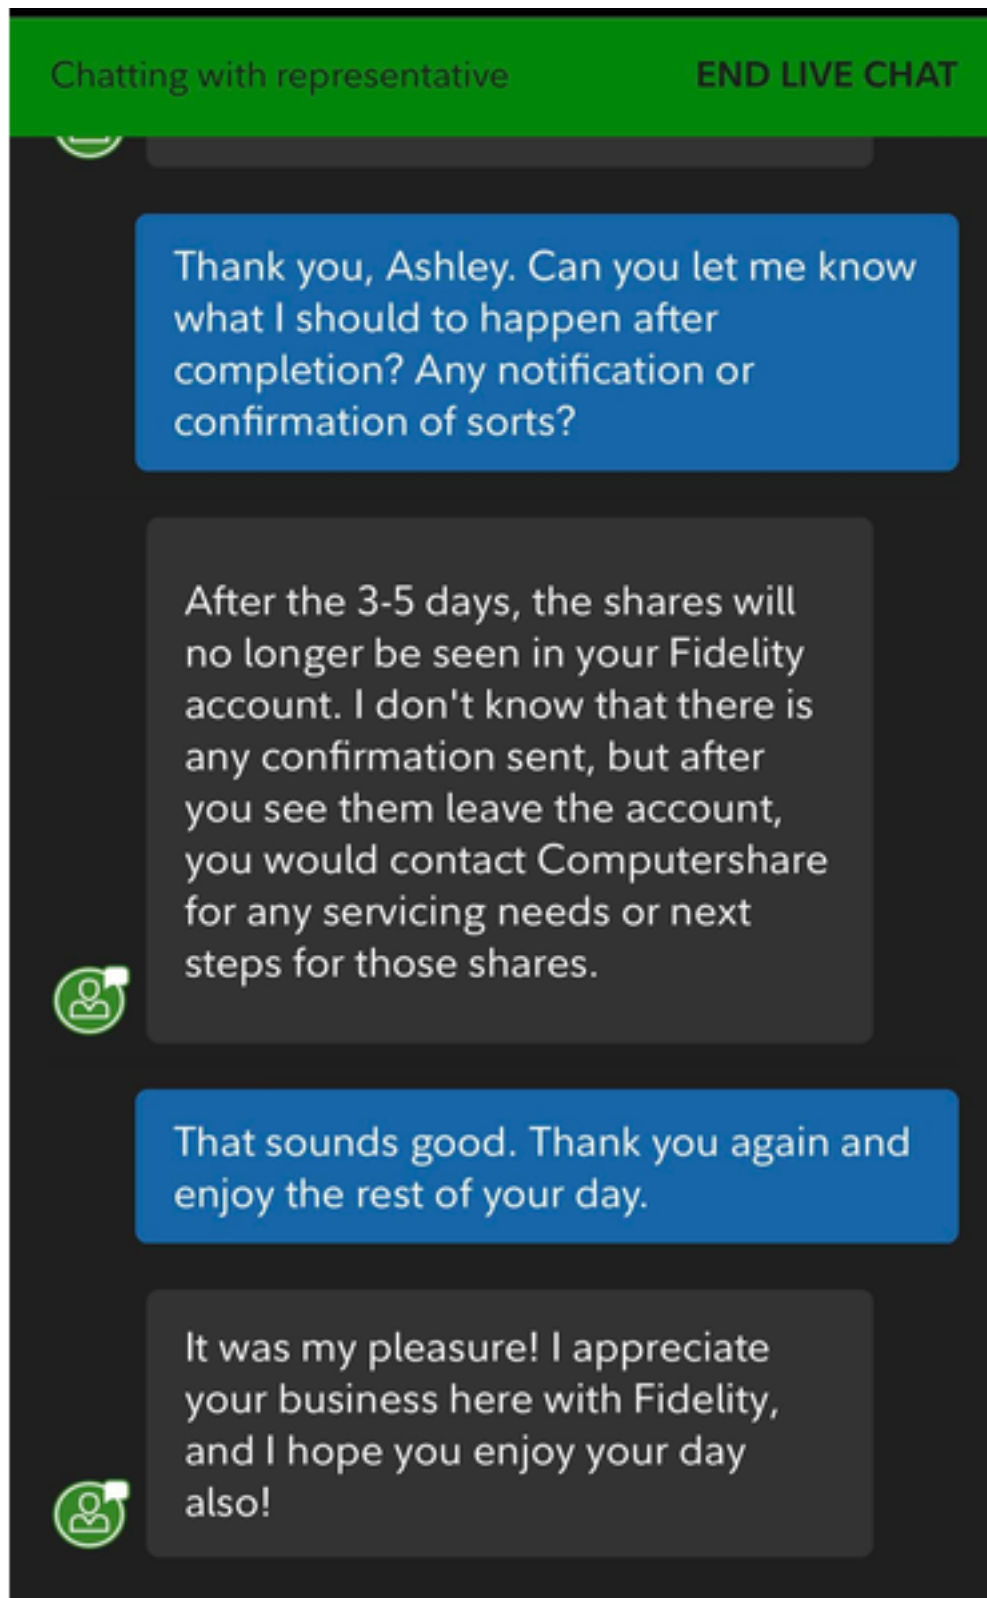 Chatting with representative
END LIVE CHAT
Thank you, Ashley. Can you let me know
what I should to happen after
completion? Any notification or
confirmation of sorts?
After the 3-5 days, the shares will
no longer be seen in your Fidelity
account. I don't know that there is
any confirmation sent, but after
you see them leave the account,
you would contact Computershare
for any servicing needs or next
steps for those shares.
That sounds good. Thank you again and
enjoy the rest of your day.
It was my pleasure! I appreciate
your business here with Fidelity,
and I hope you enjoy your day
also!